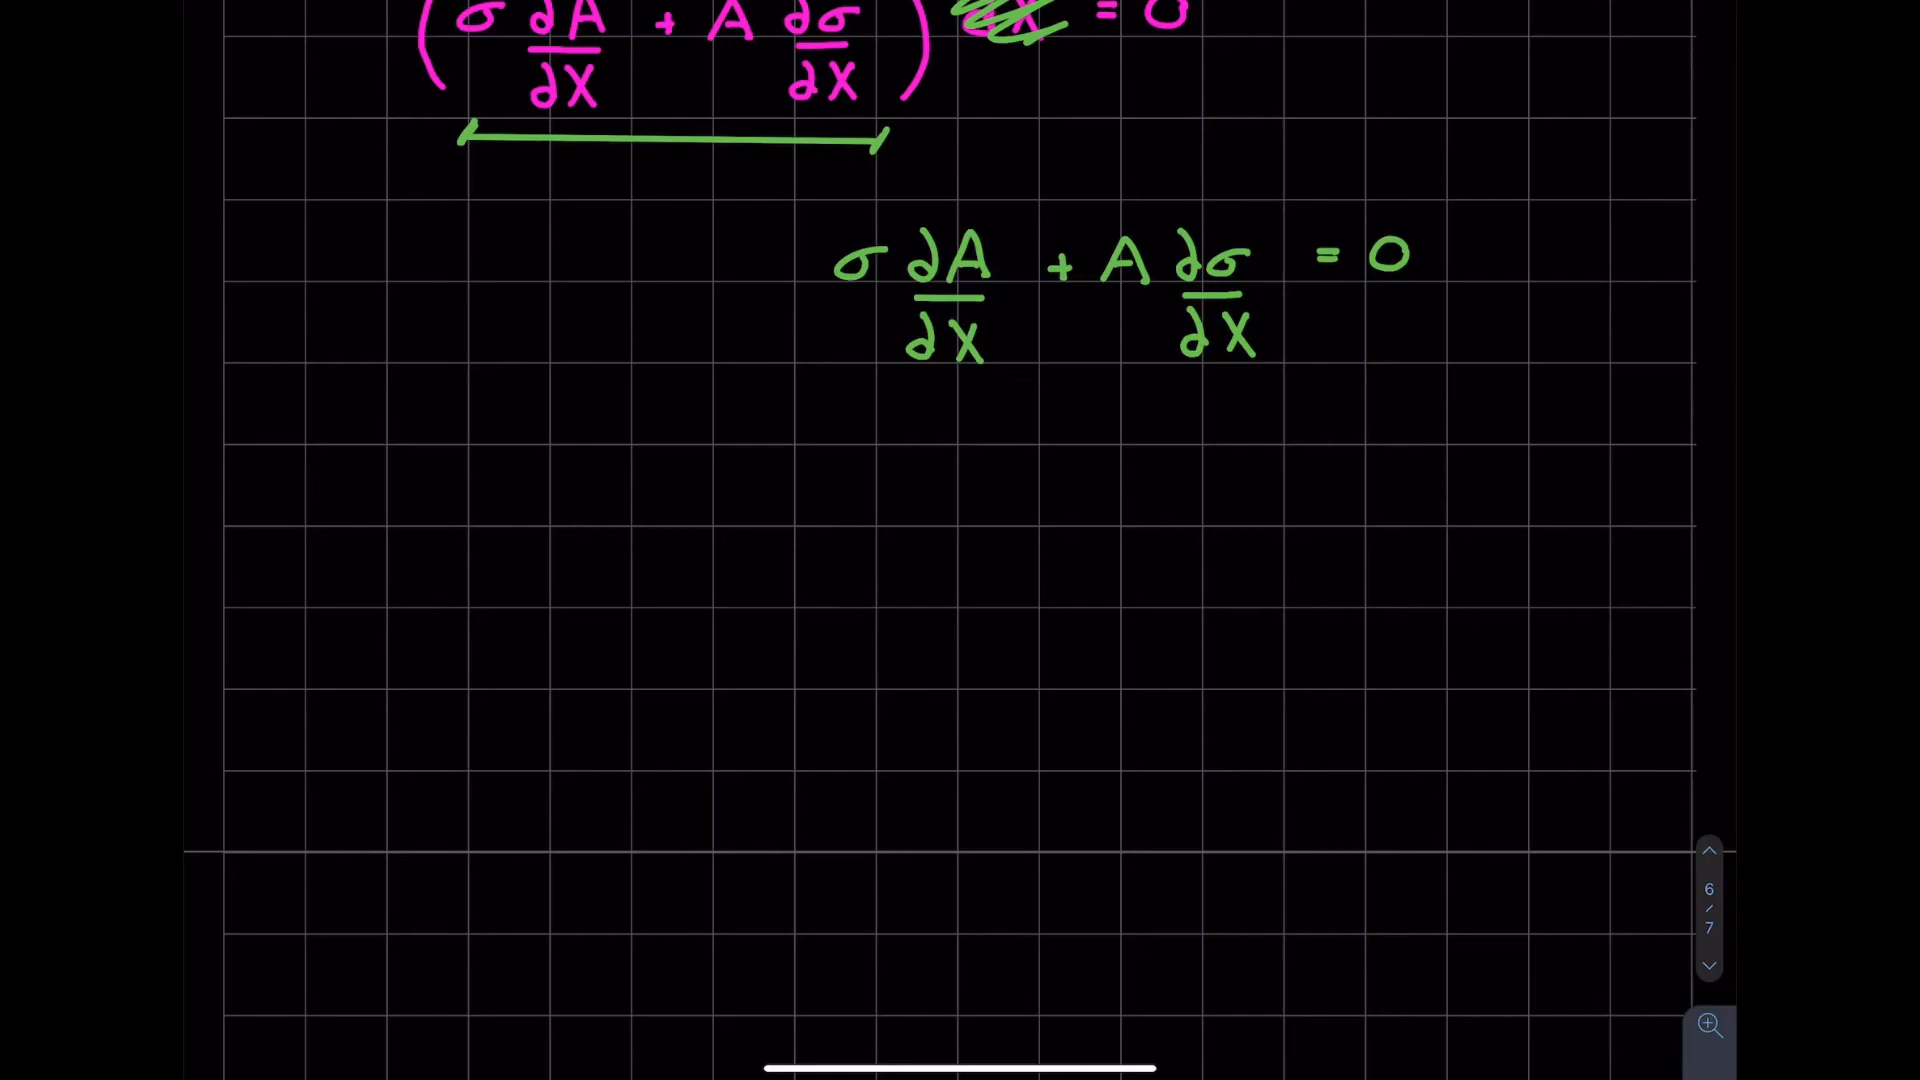 (σ ∂A/∂X + A ∂σ/∂X) = 0
σ ∂A/∂X + A ∂σ/∂X = 0
6
/
7